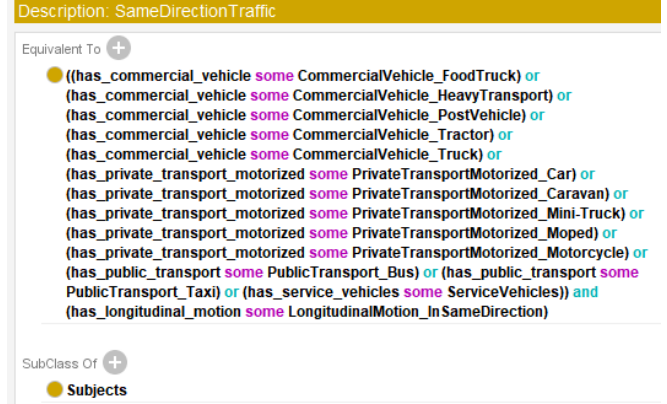 Description: SameDirectionTraffic
Equivalent To
((has_commercial_vehicle some CommercialVehicle_FoodTruck) or
(has_commercial_vehicle some CommercialVehicle_HeavyTransport) or
(has_commercial_vehicle some CommercialVehicle_PostVehicle) or
(has_commercial_vehicle some CommercialVehicle_Tractor) or
(has_commercial_vehicle some CommercialVehicle_Truck) or
(has_private_transport_motorized some PrivateTransportMotorized_Car) or
(has_private_transport_motorized some PrivateTransportMotorized_Caravan) or
(has_private_transport_motorized some PrivateTransportMotorized_Mini-Truck) or
(has_private_transport_motorized some PrivateTransportMotorized_Moped) or
(has_private_transport_motorized some PrivateTransportMotorized_Motorcycle) or
(has_public_transport some PublicTransport_Bus) or (has_public_transport some
PublicTransport_Taxi) or (has_service_vehicles some ServiceVehicles)) and
(has_longitudinal_motion some LongitudinalMotion_InSameDirection)
SubClass Of
Subjects